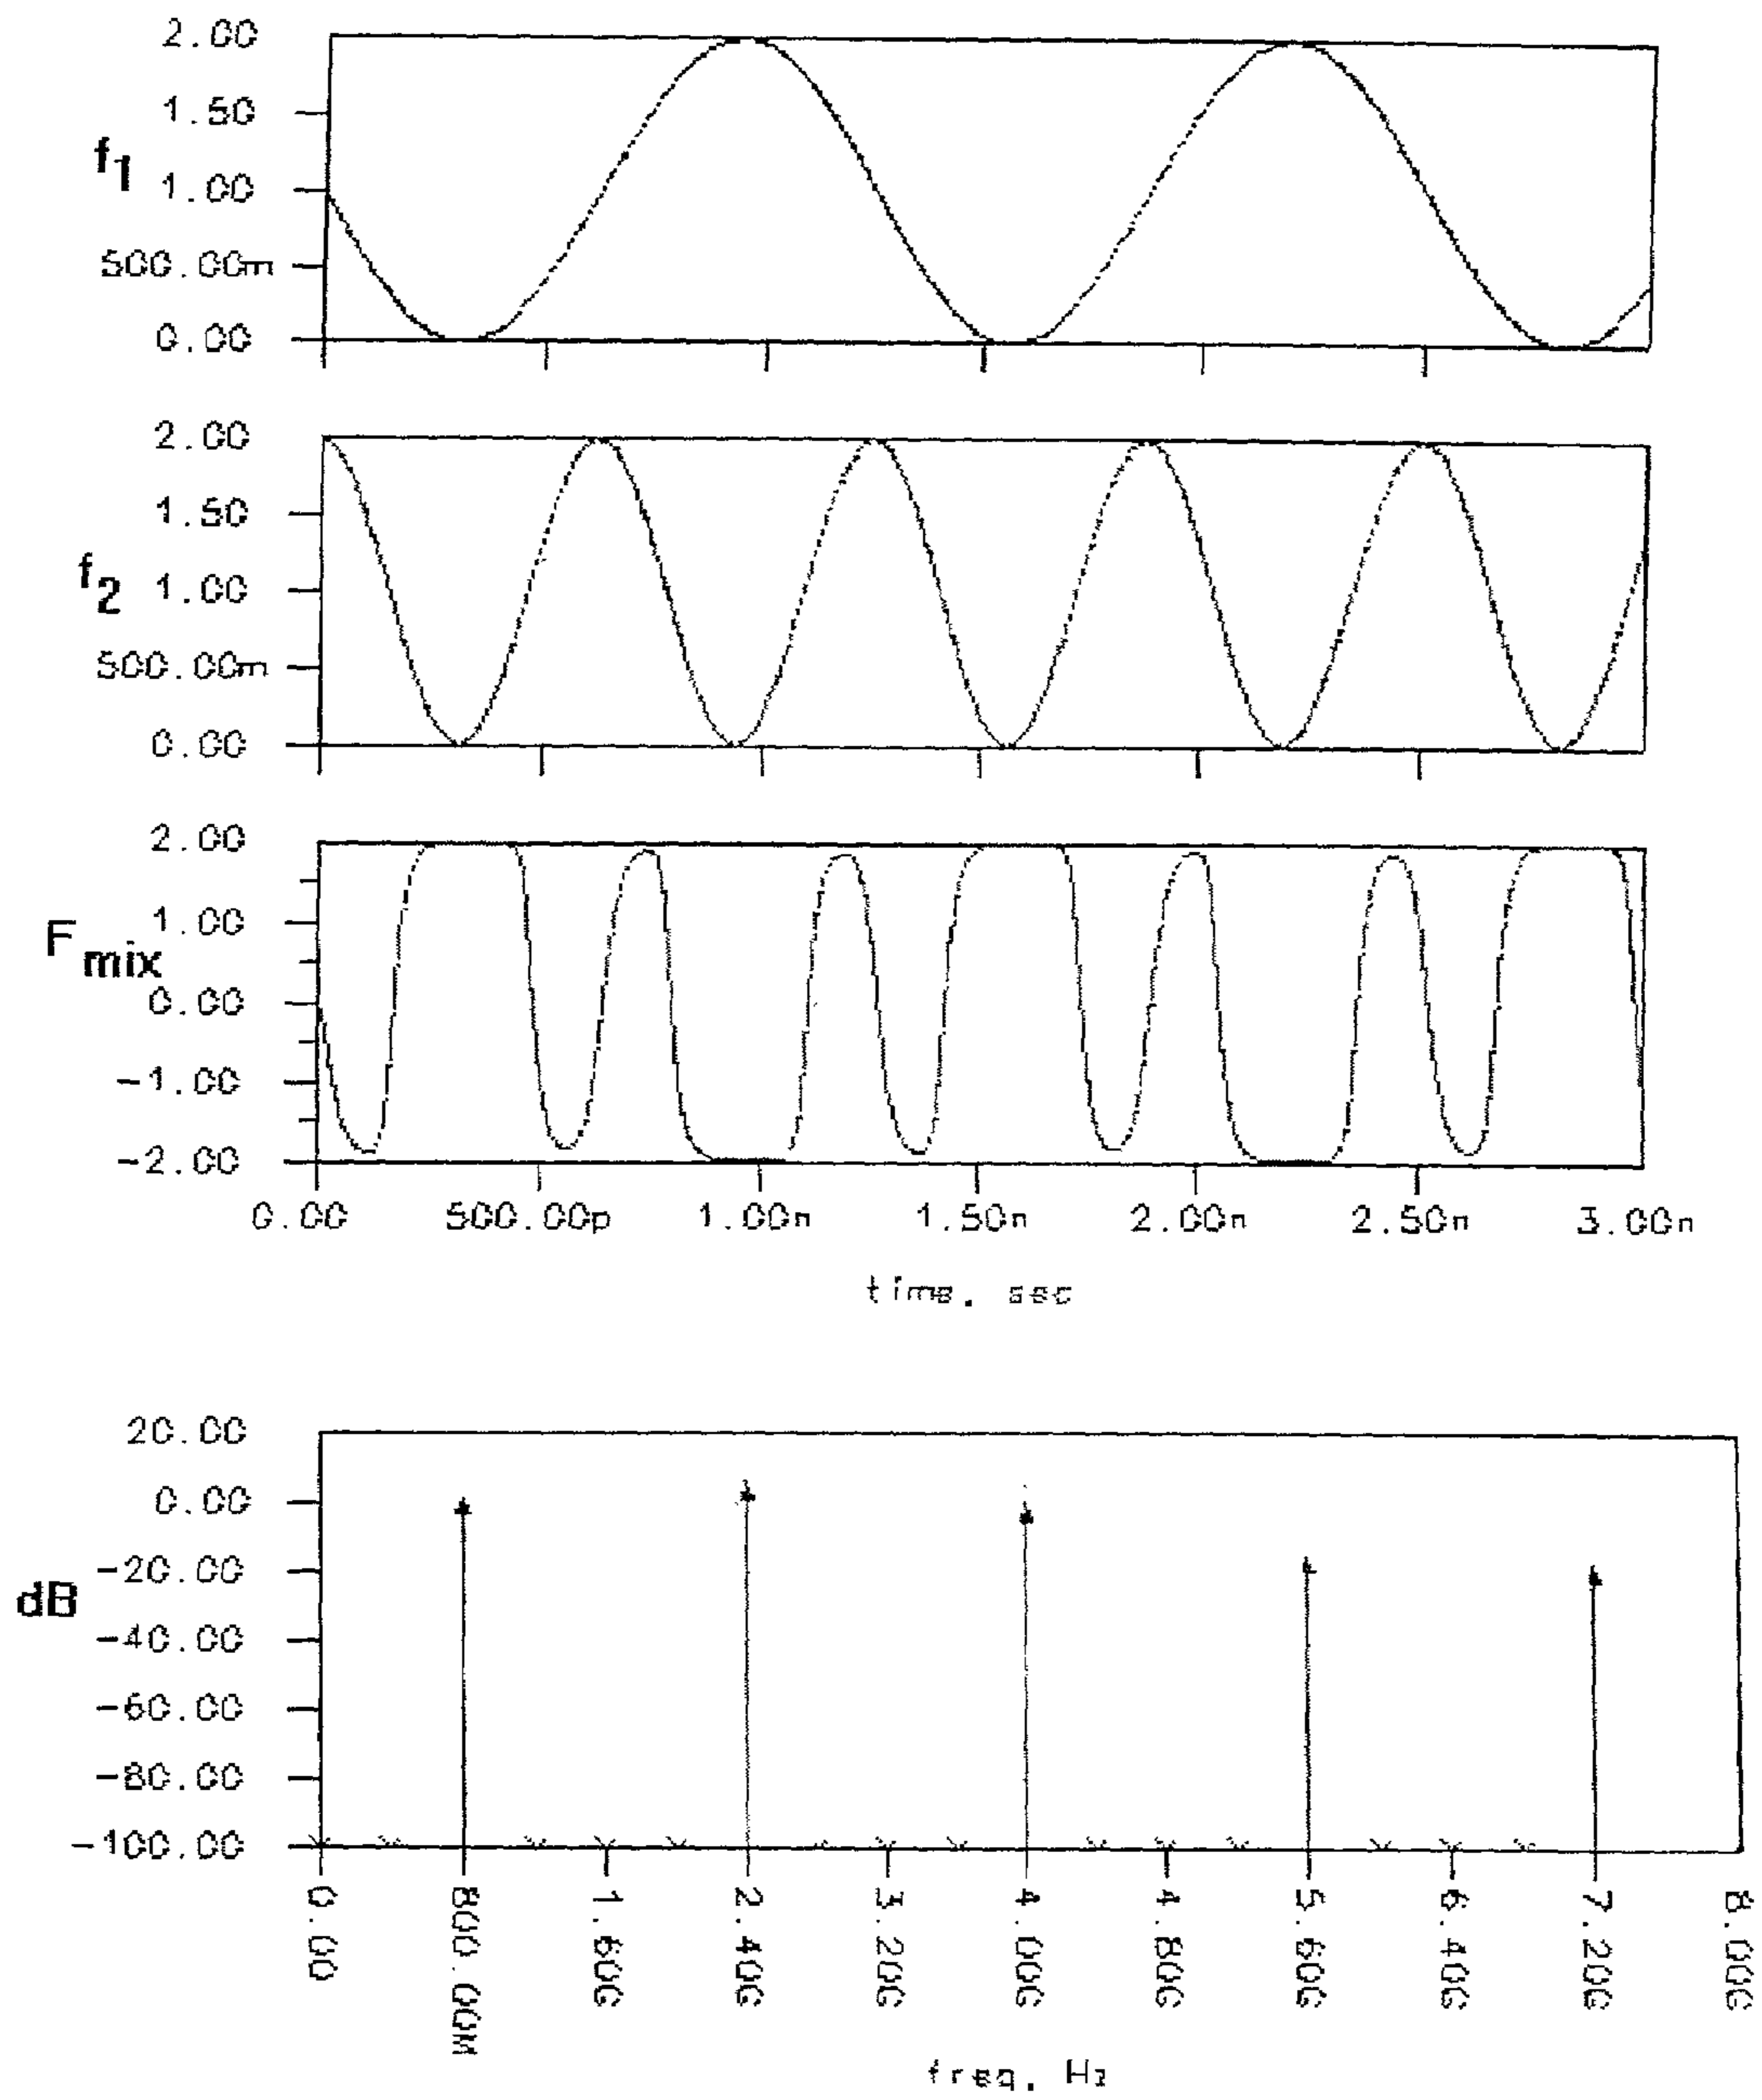 2.00
1.50
f1 1.00
500.00m
0.00
2.00
1.50
f2 1.00
500.00m
0.00
2.00
1.00
Fmix
0.00
-1.00
-2.00
0.00 500.00p 1.00n 1.50n 2.00n 2.50n 3.00n
time, sec
20.00
0.00
-20.00
dB
-40.00
-60.00
-80.00
-100.00
0.00 800.00M 1.60G 2.40G 3.20G 4.00G 4.80G 5.60G 6.40G 7.20G 8.00G
freq, Hz